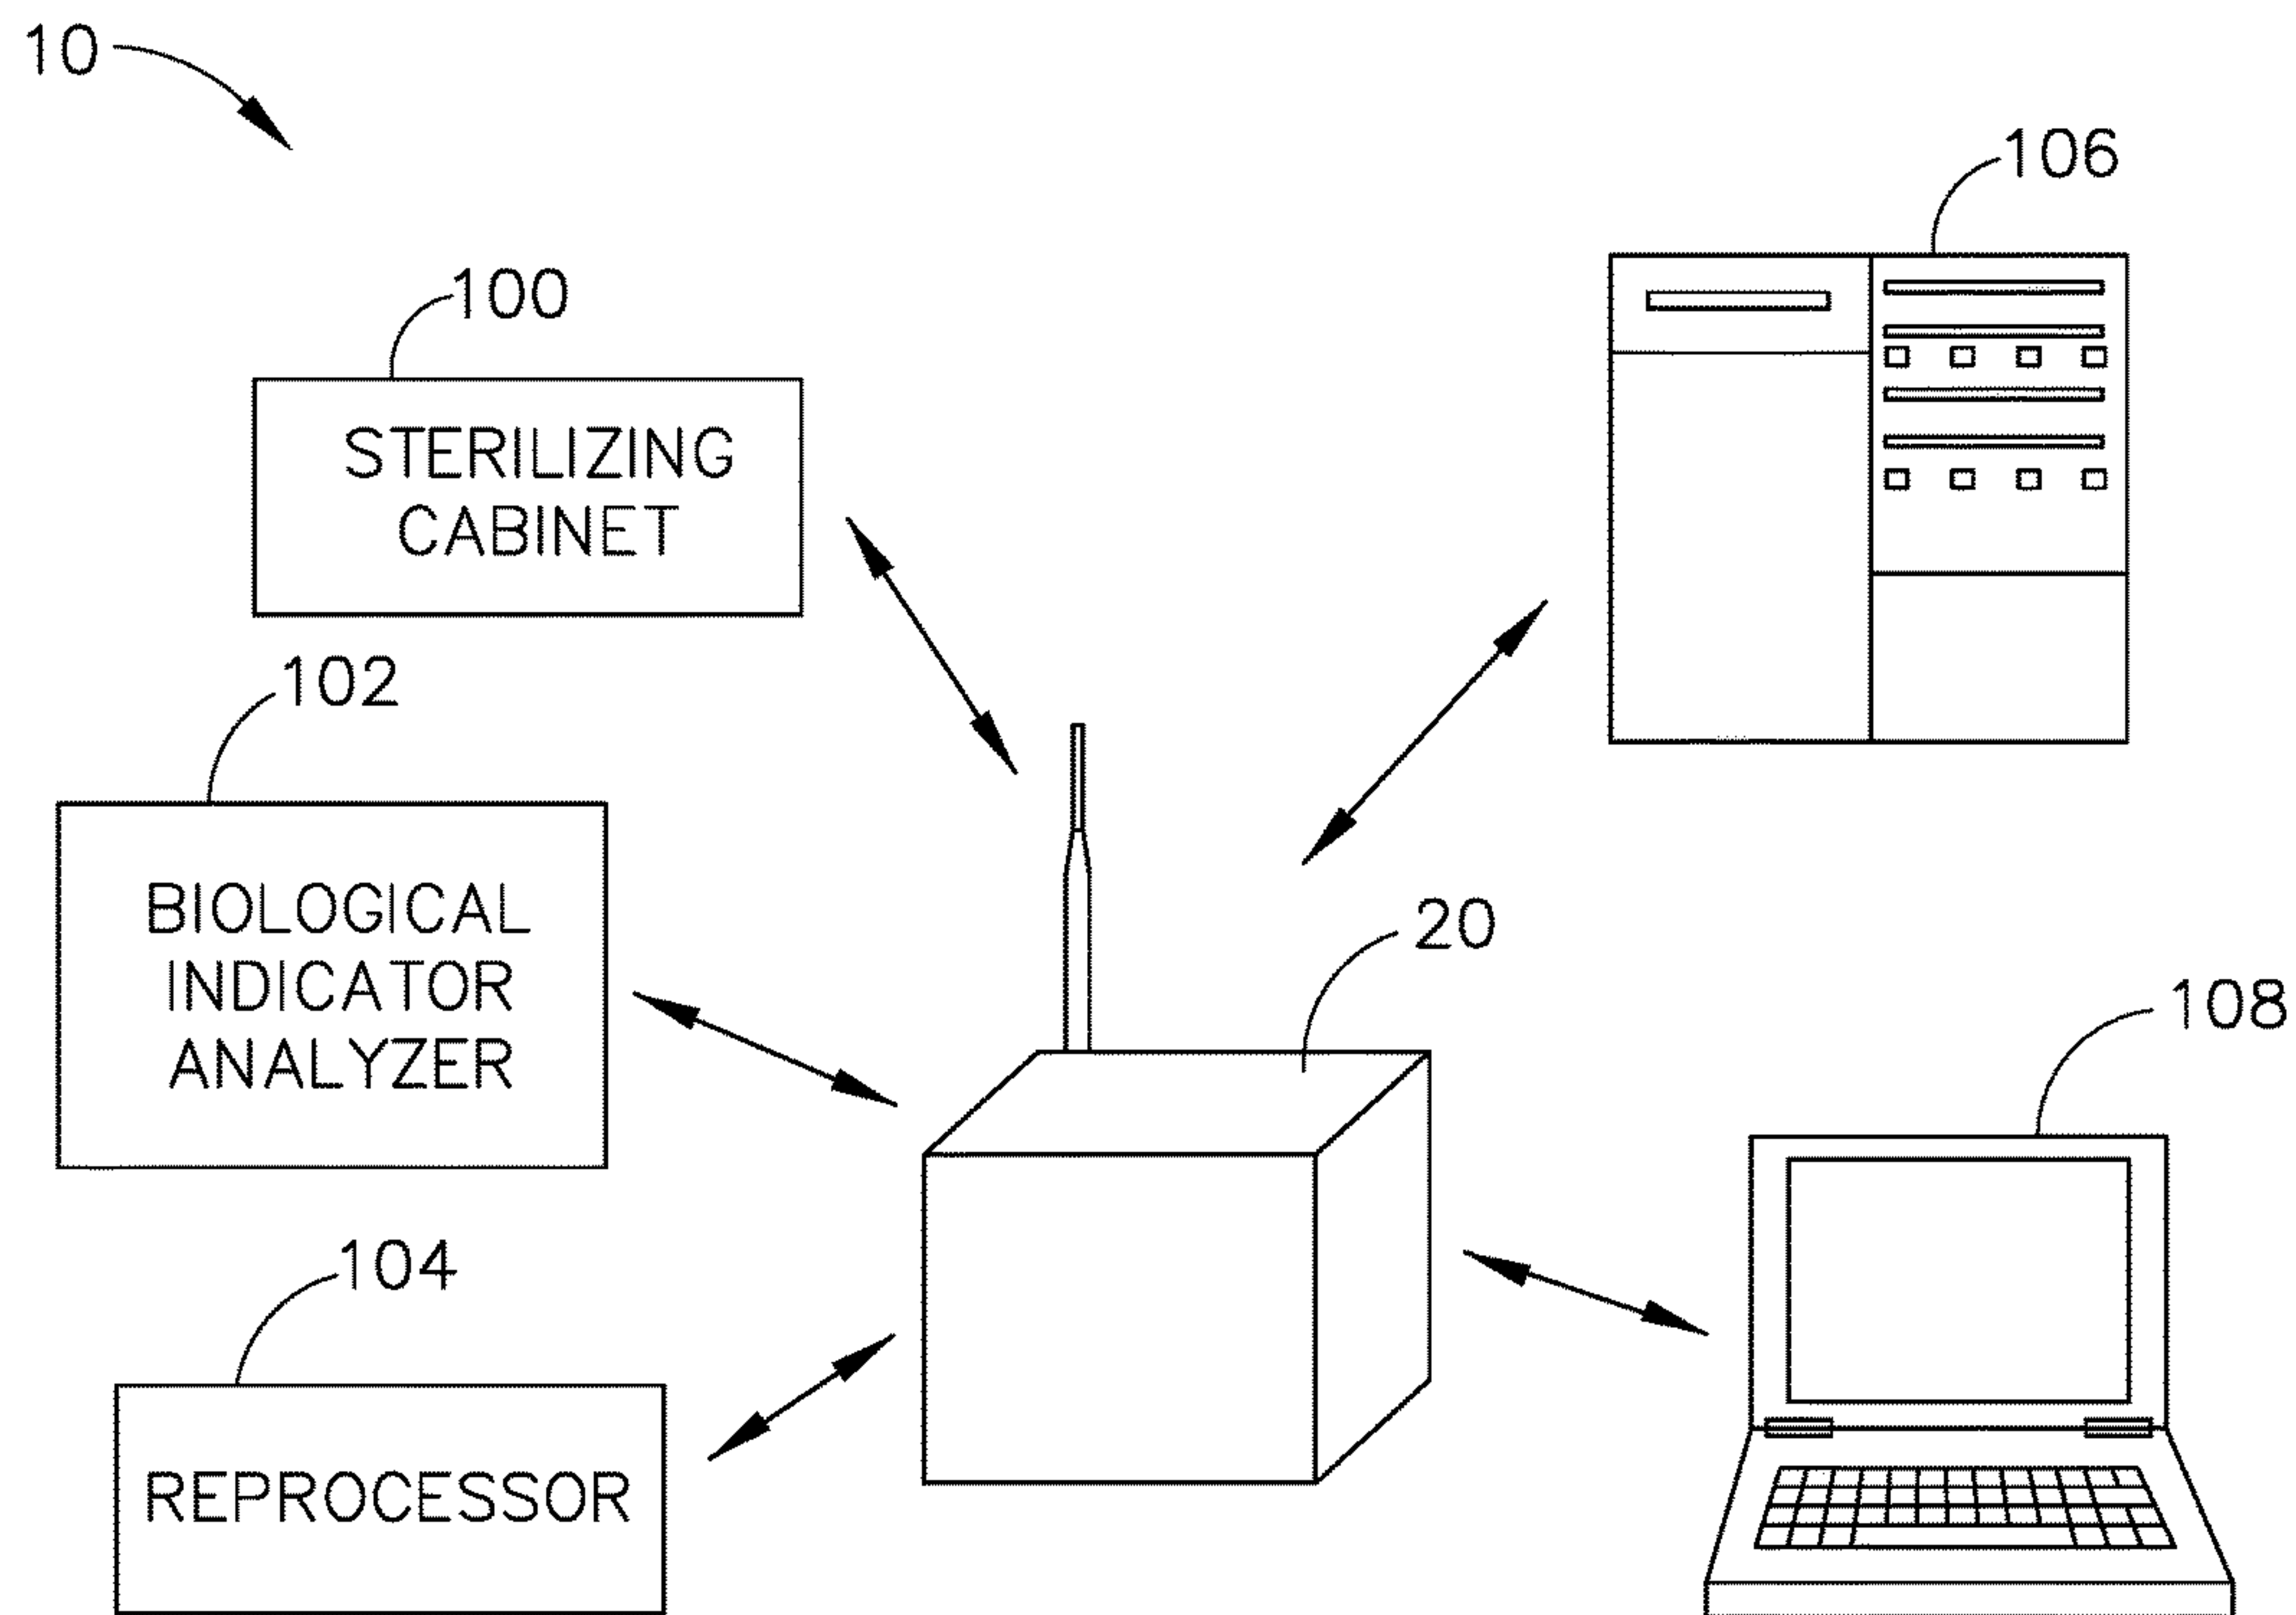 10
106
100
STERILIZING
CABINET
102
BIOLOGICAL
INDICATOR
ANALYZER
20
108
104
REPROCESSOR